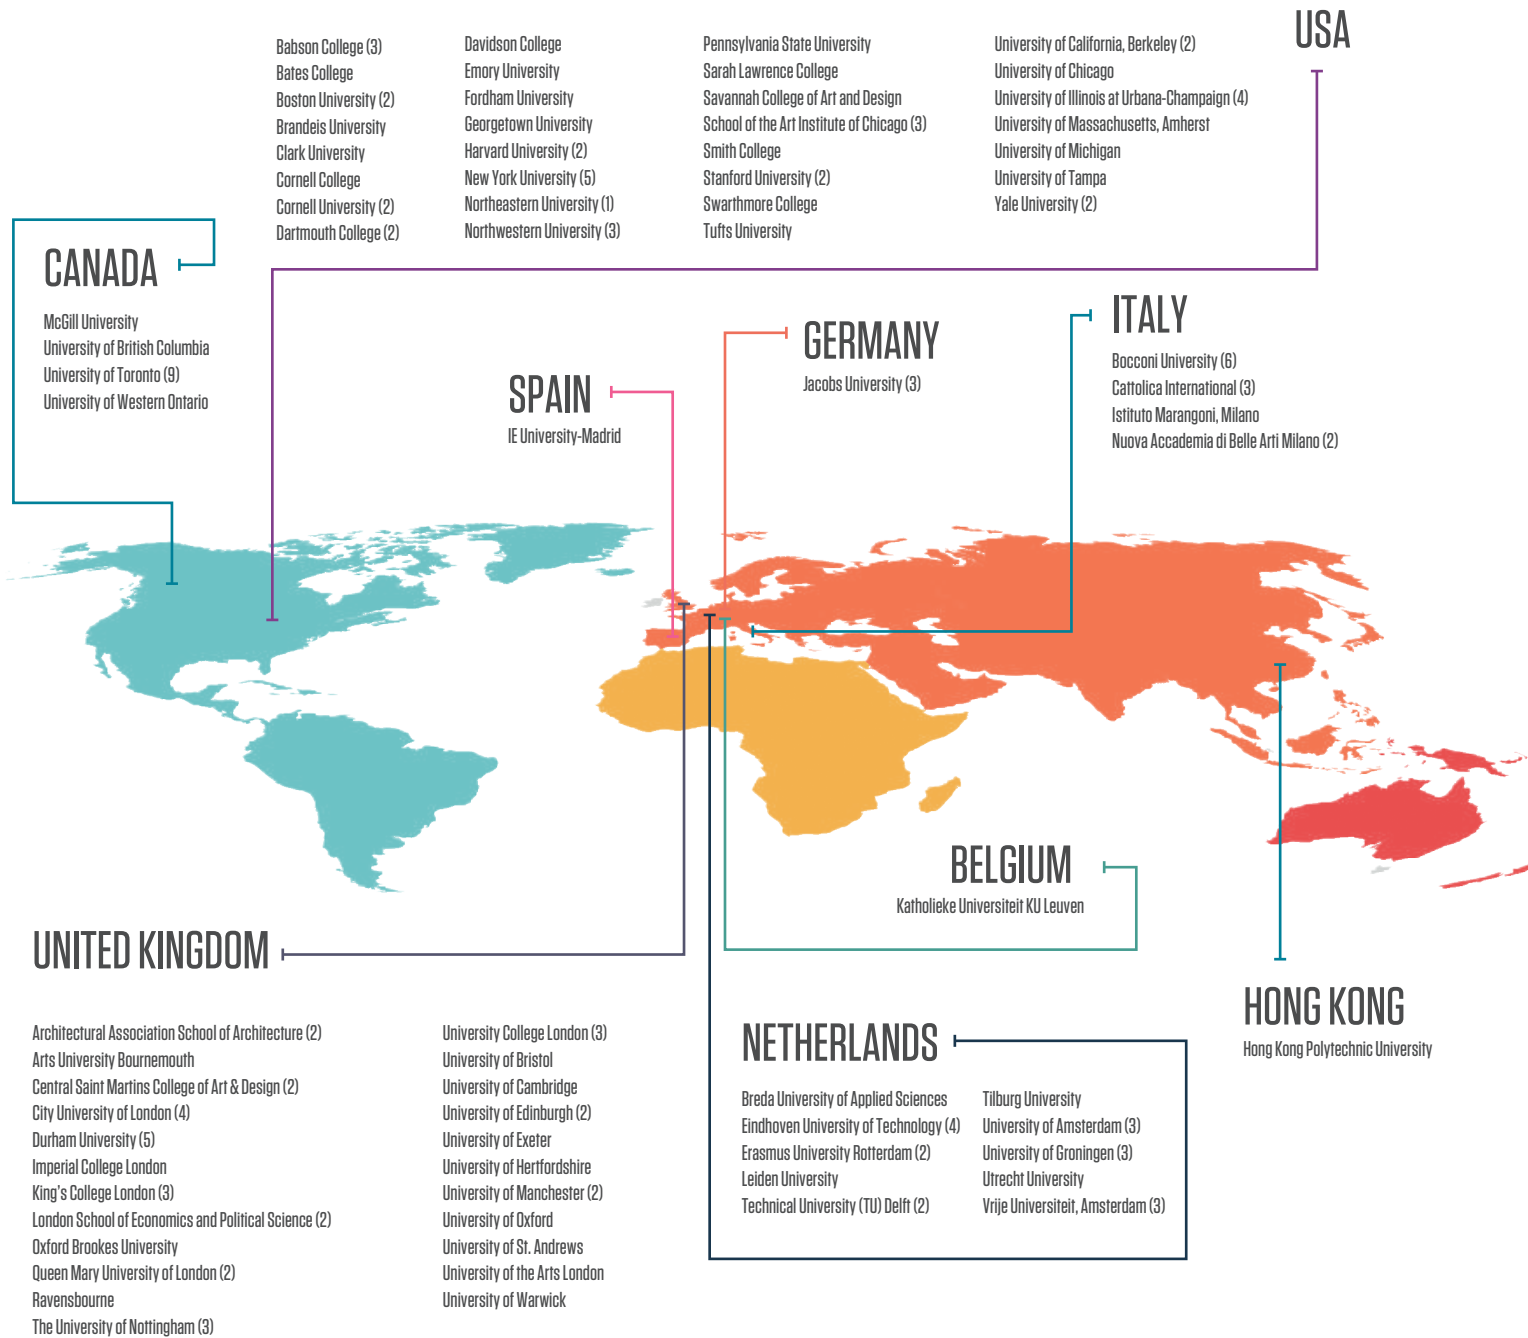 USA
Babson College (3)
Bates College
Boston University (2)
Brandeis University
Clark University
Cornell College
Cornell University (2)
Dartmouth College (2)
Davidson College
Emory University
Fordham University
Georgetown University
Harvard University (2)
New York University (5)
Northeastern University (1)
Northwestern University (3)
Pennsylvania State University
Sarah Lawrence College
Savannah College of Art and Design
School of the Art Institute of Chicago (3)
Smith College
Stanford University (2)
Swarthmore College
Tufts University
University of California, Berkeley (2)
University of Chicago
University of Illinois at Urbana-Champaign (4)
University of Massachusetts, Amherst
University of Michigan
University of Tampa
Yale University (2)
CANADA
McGill University
University of British Columbia
University of Toronto (9)
University of Western Ontario
SPAIN
IE University-Madrid
GERMANY
Jacobs University (3)
ITALY
Bocconi University (6)
Cattolica International (3)
Istituto Marangoni, Milano
Nuova Accademia di Belle Arti Milano (2)
BELGIUM
Katholieke Universiteit KU Leuven
UNITED KINGDOM
Architectural Association School of Architecture (2)
Arts University Bournemouth
Central Saint Martins College of Art & Design (2)
City University of London (4)
Durham University (5)
Imperial College London
King's College London (3)
London School of Economics and Political Science (2)
Oxford Brookes University
Queen Mary University of London (2)
Ravensbourne
The University of Nottingham (3)
University College London (3)
University of Bristol
University of Cambridge
University of Edinburgh (2)
University of Exeter
University of Hertfordshire
University of Manchester (2)
University of Oxford
University of St. Andrews
University of the Arts London
University of Warwick
NETHERLANDS
Breda University of Applied Sciences
Eindhoven University of Technology (4)
Erasmus University Rotterdam (2)
Leiden University
Technical University (TU) Delft (2)
Tilburg University
University of Amsterdam (3)
University of Groningen (3)
Utrecht University
Vrije Universiteit, Amsterdam (3)
HONG KONG
Hong Kong Polytechnic University